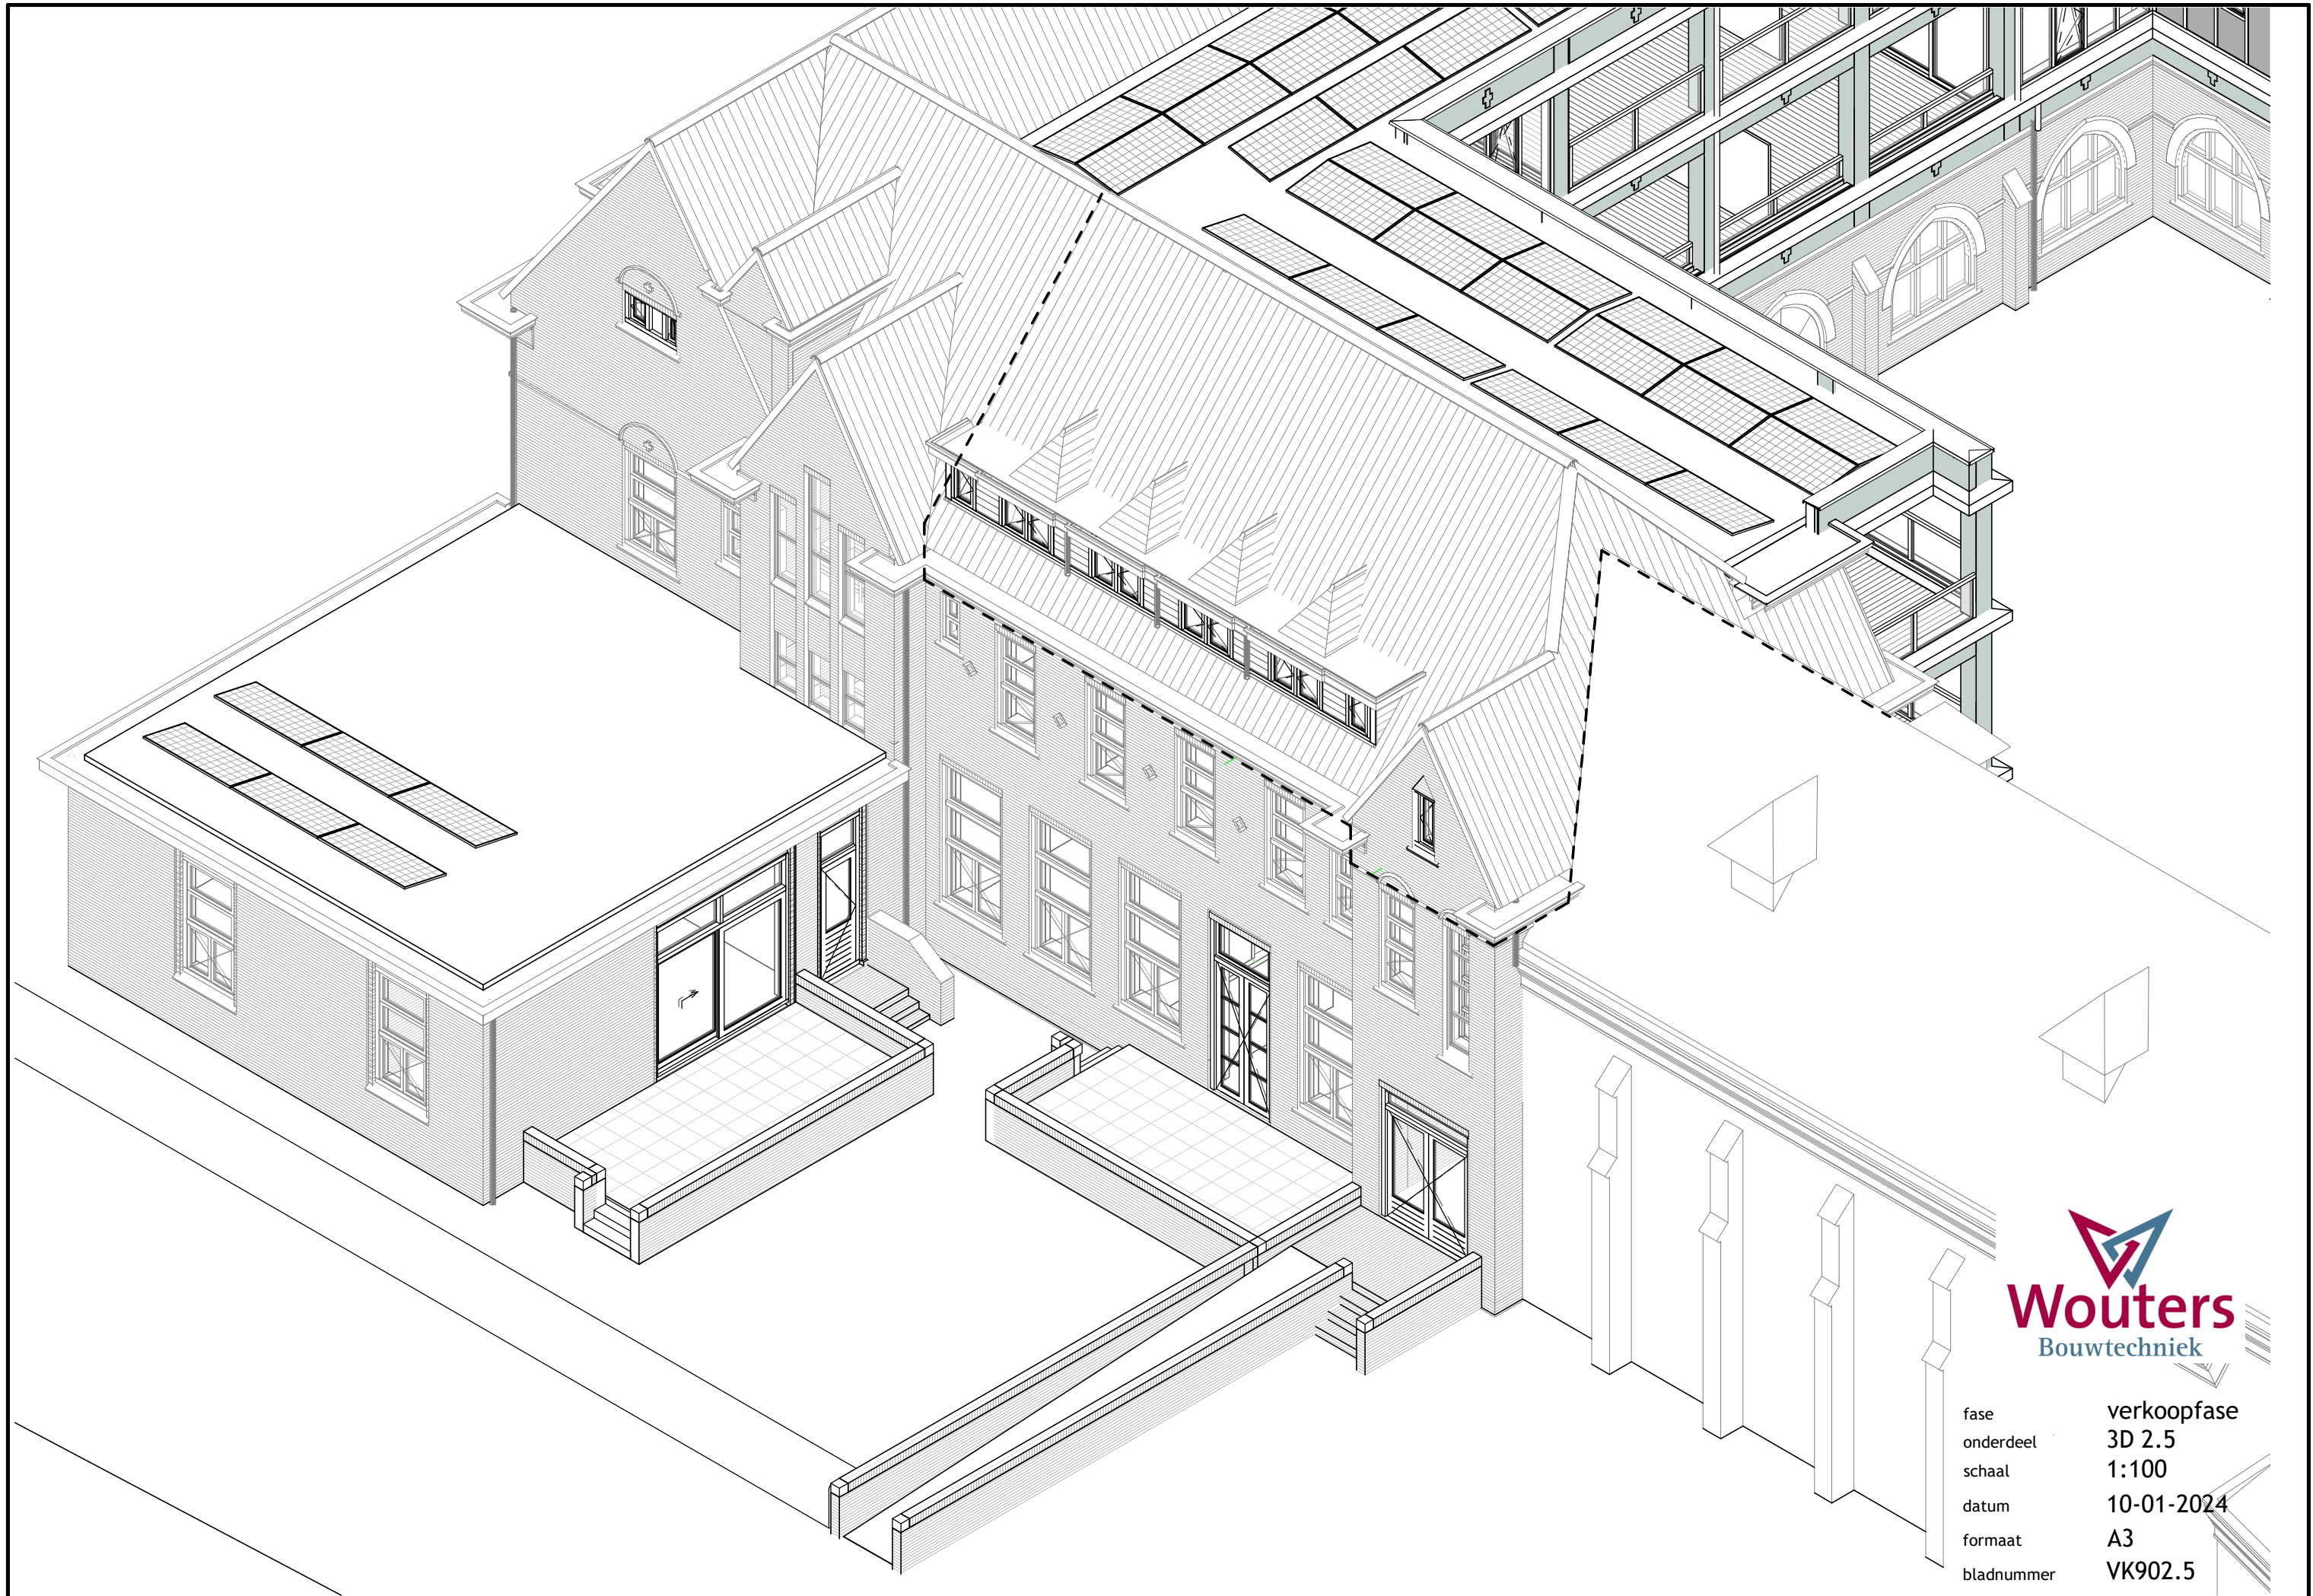 Wouters
Bouwtechniek
fase verkoopfase
onderdeel 3D 2.5
schaal 1:100
datum 10-01-2024
formaat A3
bladnummer VK902.5